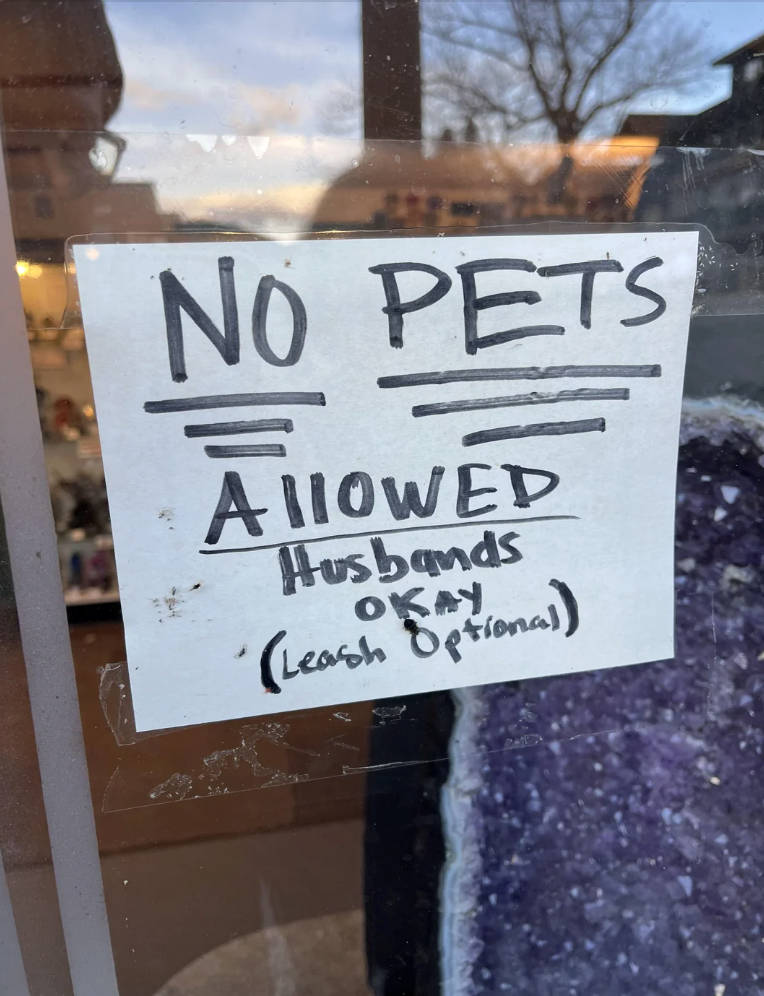 NO PETS
AllOWED
Husbands
OKAY
(Leash Optional)